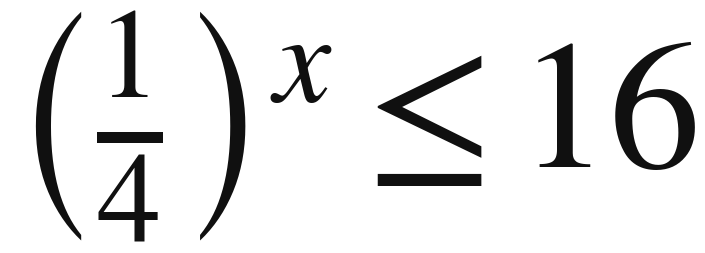 (1/4)^x ≤ 16